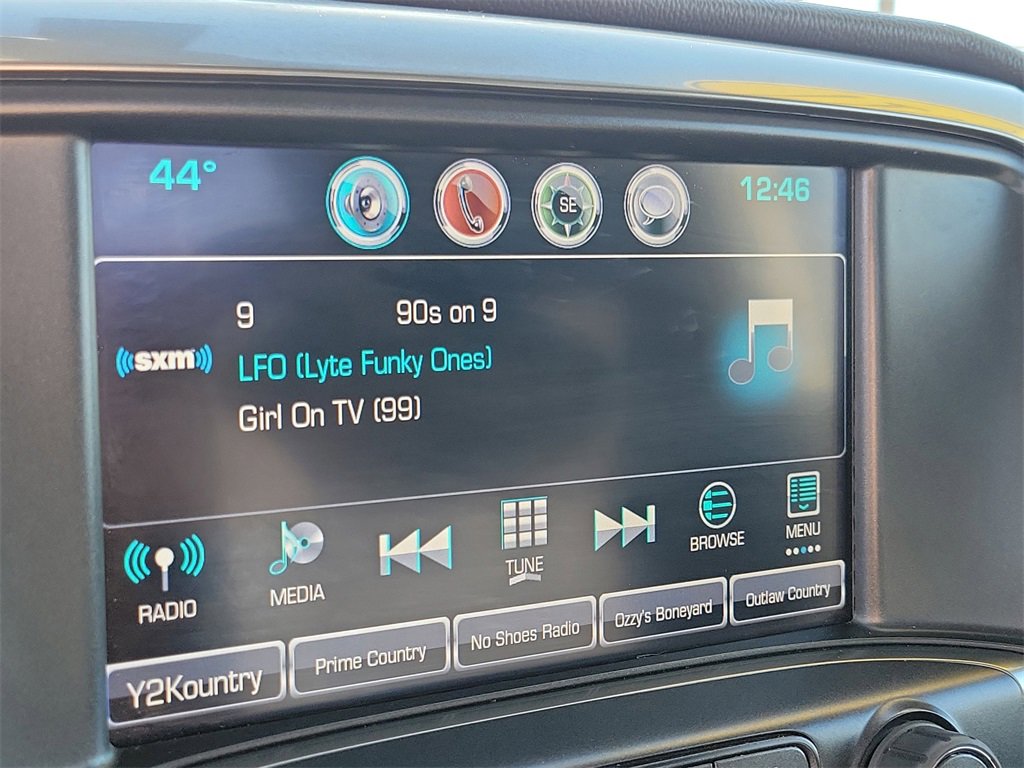 44°
SE
12:46
9
90s on 9
sxm
LFO (Lyte Funky Ones)
Girl On TV (99)
RADIO
MEDIA
TUNE
BROWSE
MENU
Y2Kountry
Prime Country
No Shoes Radio
Ozzy's Boneyard
Outlaw Country